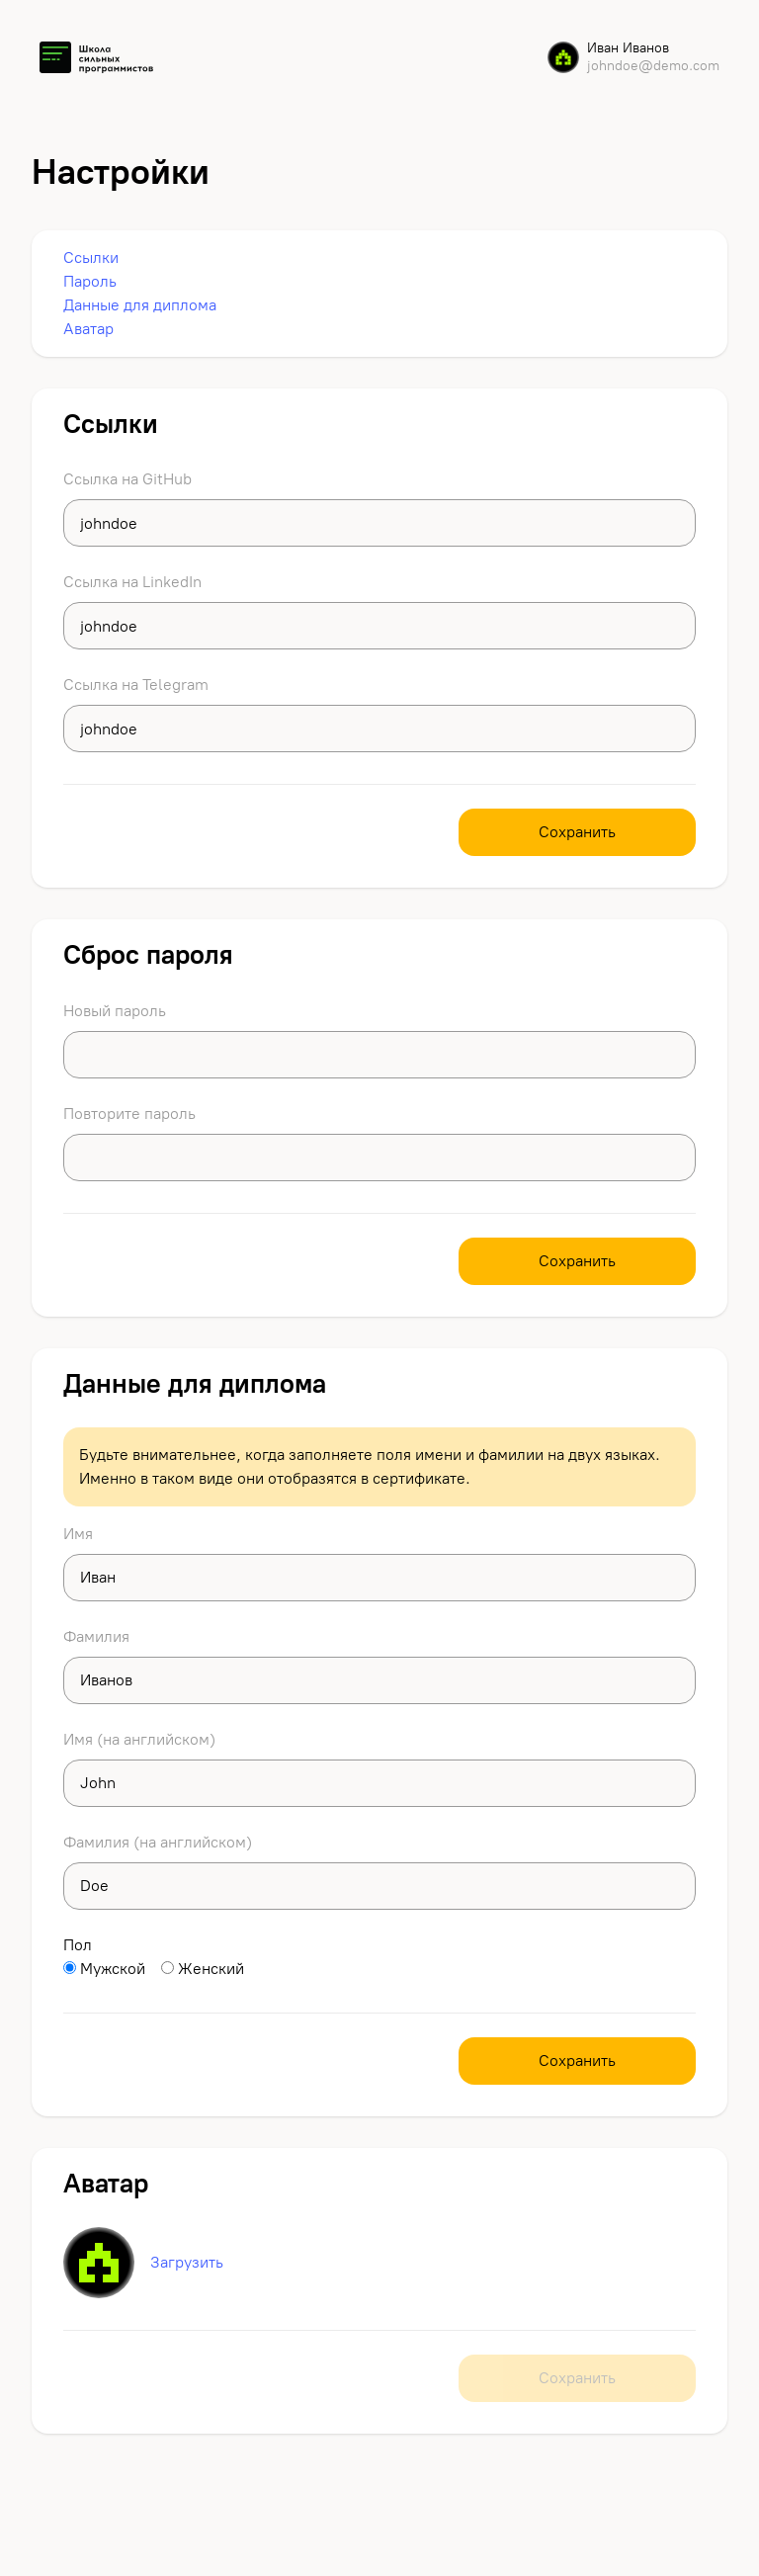 Школа
сильных
программистов
Иван Иванов
johndoe@demo.com
Настройки
Ссылки
Пароль
Данные для диплома
Аватар
Ссылки
Ссылка на GitHub
johndoe
Ссылка на LinkedIn
johndoe
Ссылка на Telegram
johndoe
Сохранить
Сброс пароля
Новый пароль
Повторите пароль
Сохранить
Данные для диплома
Будьте внимательнее, когда заполняете поля имени и фамилии на двух языках.
Именно в таком виде они отобразятся в сертификате.
Имя
Иван
Фамилия
Иванов
Имя (на английском)
John
Фамилия (на английском)
Doe
Пол
Мужской Женский
Сохранить
Аватар
Загрузить
Сохранить